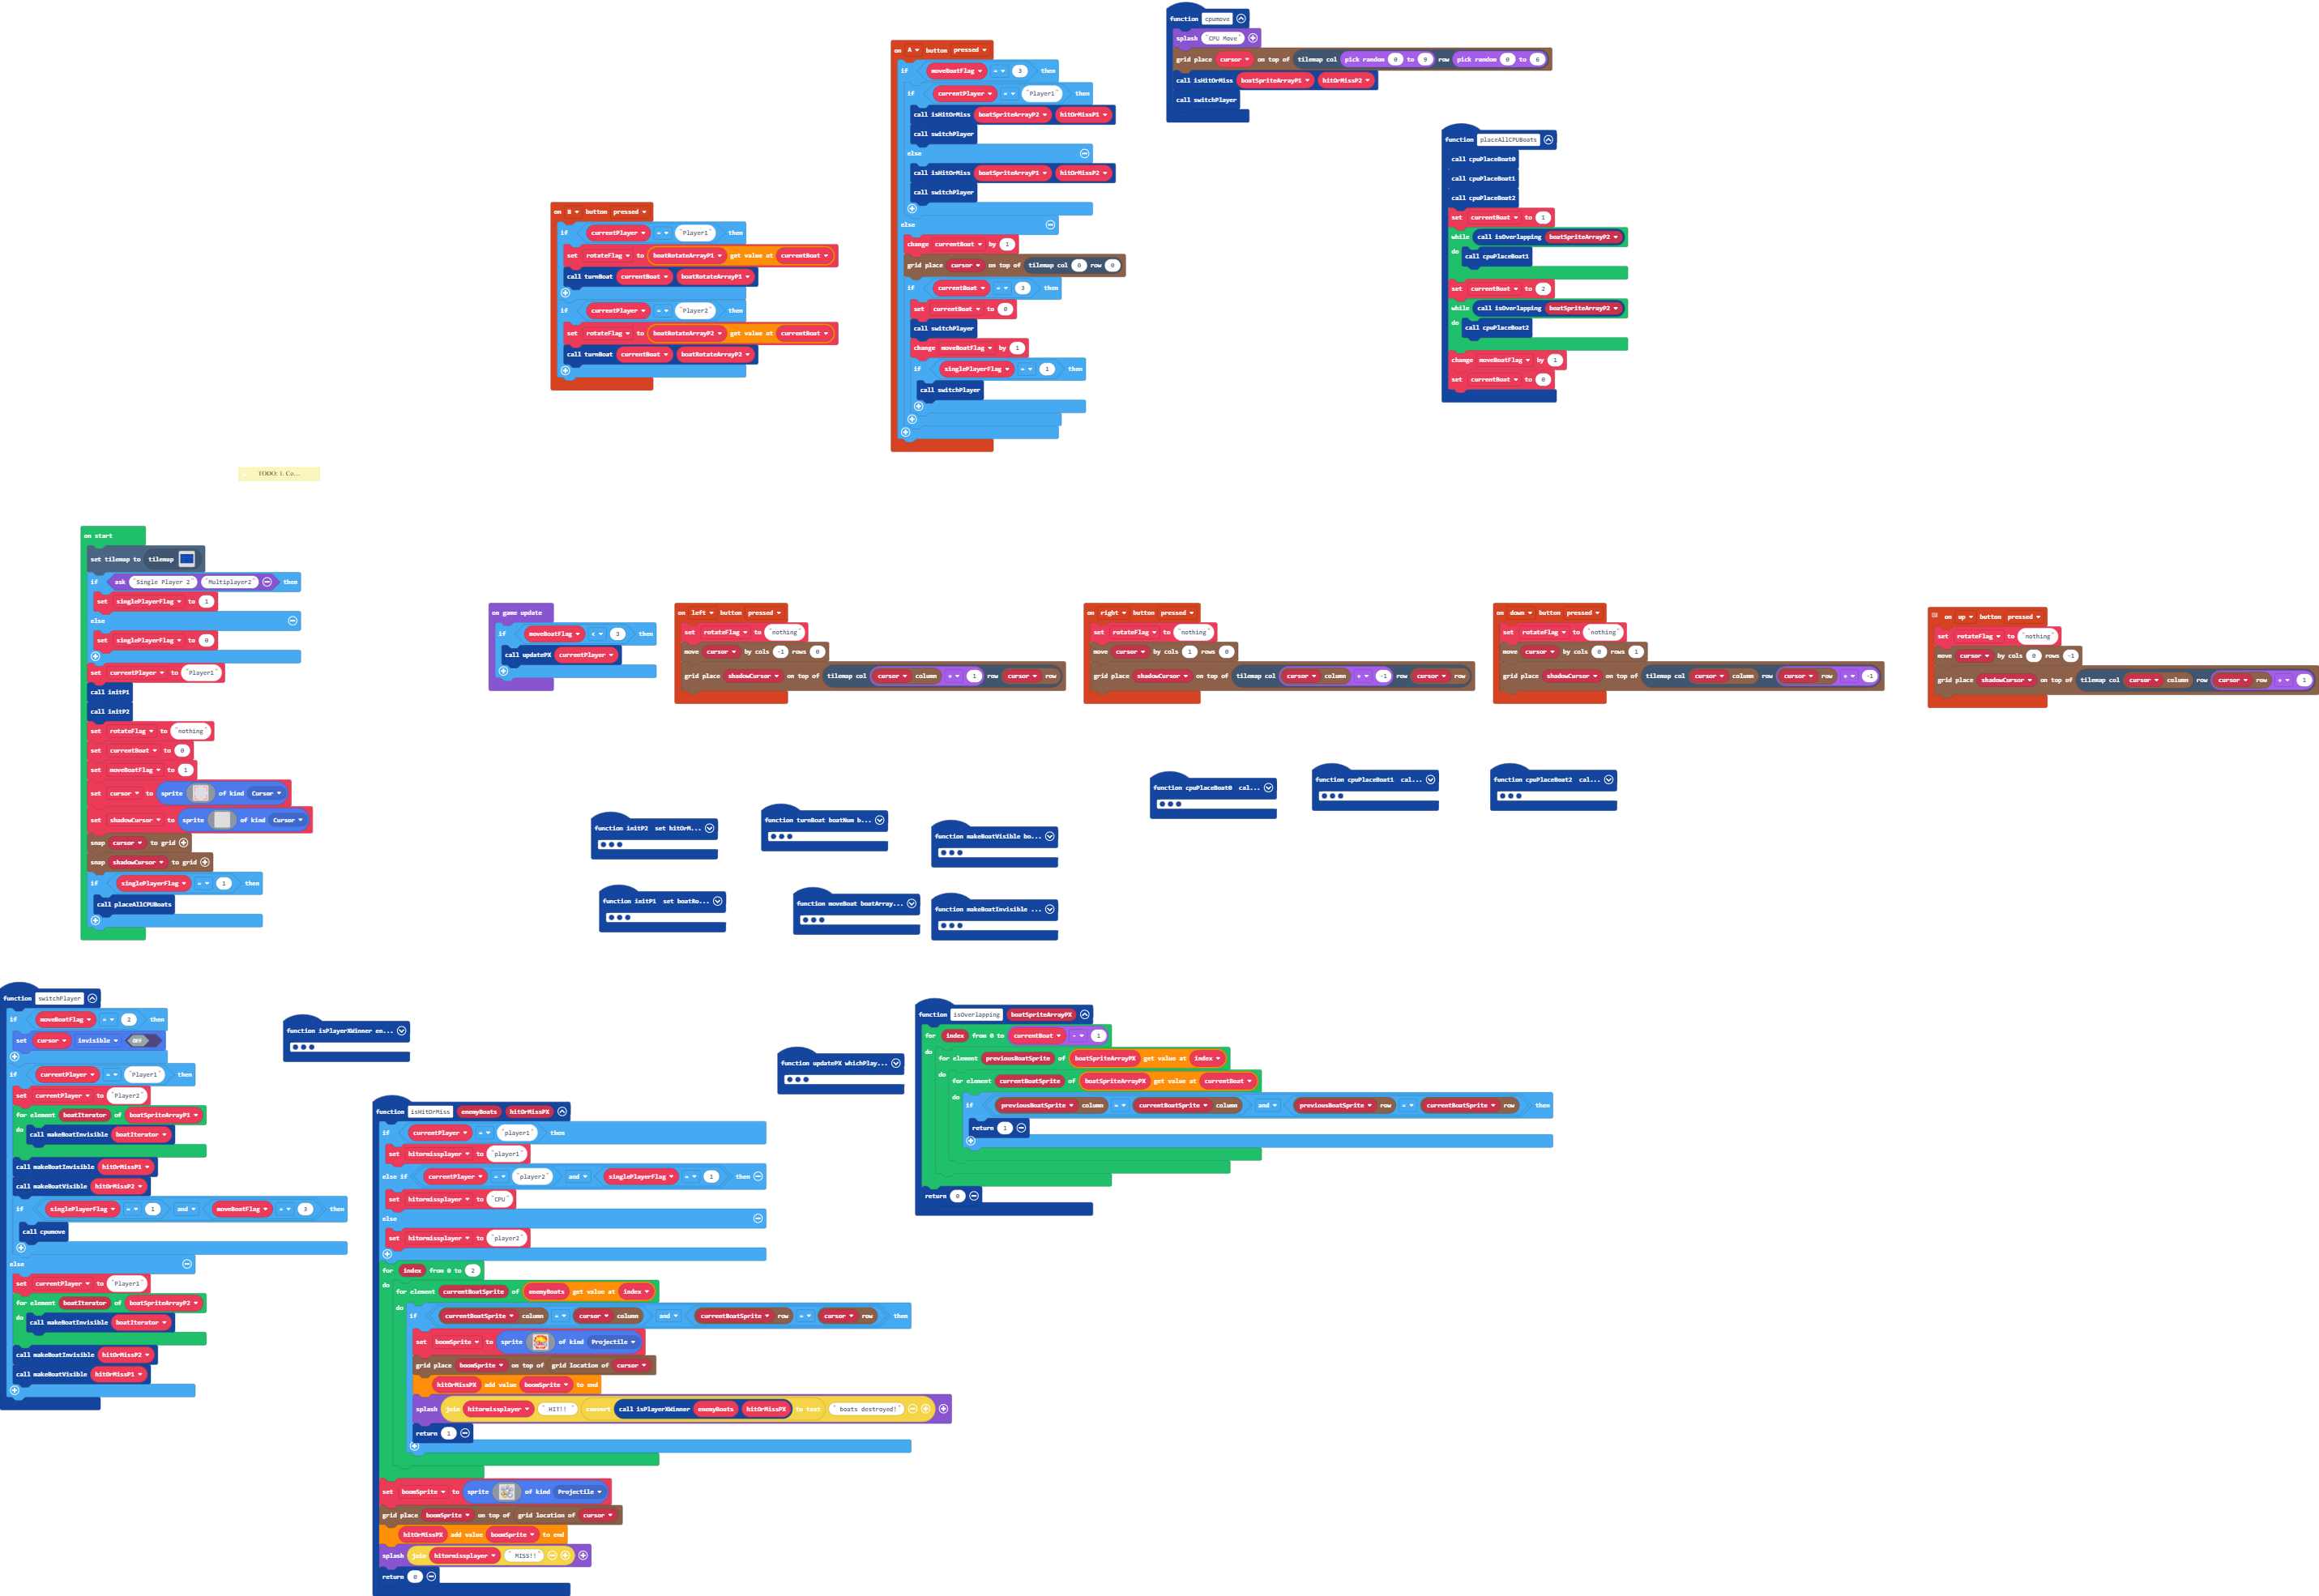 function cpumove
splash "CPU Move"
grid place cursor on top of tilemap col pick random 0 to 9 row pick random 0 to 6
call isHitOrMiss boatSpriteArrayP1 hitOrMissP2
call switchPlayer
on A button pressed
if moveBoatFlag = 3 then
if currentPlayer = "Player1" then
call isHitOrMiss boatSpriteArrayP2 hitOrMissP1
call switchPlayer
else
call isHitOrMiss boatSpriteArrayP1 hitOrMissP2
call switchPlayer
else
change currentBoat by 1
grid place cursor on top of tilemap col 0 row 0
if currentBoat = 3 then
set currentBoat to 0
call switchPlayer
change moveBoatFlag by 1
if singlePlayerFlag = 1 then
call switchPlayer
function placeAllCPUBoats
call cpuPlaceBoat0
call cpuPlaceBoat1
call cpuPlaceBoat2
set currentBoat to 1
while call isOverlapping boatSpriteArrayP2
do call cpuPlaceBoat1
set currentBoat to 2
while call isOverlapping boatSpriteArrayP2
do call cpuPlaceBoat2
change moveBoatFlag by 1
set currentBoat to 0
on B button pressed
if currentPlayer = "Player1" then
set rotateFlag to boatRotateArrayP1 get value at currentBoat
call turnBoat currentBoat boatRotateArrayP1
if currentPlayer = "Player2" then
set rotateFlag to boatRotateArrayP2 get value at currentBoat
call turnBoat currentBoat boatRotateArrayP2
TODO: 1. Co...
on start
set tilemap to tilemap
if ask "Single Player 2" "Multiplayer2" then
set singlePlayerFlag to 1
else
set singlePlayerFlag to 0
set currentPlayer to "Player1"
call initP1
call initP2
set rotateFlag to "nothing"
set currentBoat to 0
set moveBoatFlag to 1
set cursor to sprite of kind Cursor
set shadowCursor to sprite of kind Cursor
snap cursor to grid
snap shadowCursor to grid
if singlePlayerFlag = 1 then
call placeAllCPUBoats
on game update
if moveBoatFlag < 3 then
call updatePX currentPlayer
on left button pressed
set rotateFlag to "nothing"
move cursor by cols -1 rows 0
grid place shadowCursor on top of tilemap col cursor column + 1 row cursor row
on right button pressed
set rotateFlag to "nothing"
move cursor by cols 1 rows 0
grid place shadowCursor on top of tilemap col cursor column + -1 row cursor row
on down button pressed
set rotateFlag to "nothing"
move cursor by cols 0 rows 1
grid place shadowCursor on top of tilemap col cursor column row cursor row + -1
on up button pressed
set rotateFlag to "nothing"
move cursor by cols 0 rows -1
grid place shadowCursor on top of tilemap col cursor column row cursor row + 1
function cpuPlaceBoat0 cal...
function cpuPlaceBoat1 cal...
function cpuPlaceBoat2 cal...
function initP2 set hitOrM...
function turnBoat boatNum b...
function makeBoatVisible bo...
function initP1 set boatRo...
function moveBoat boatArray...
function makeBoatInvisible ...
function switchPlayer
if moveBoatFlag = 2 then
set cursor invisible OFF
if currentPlayer = "Player1" then
set currentPlayer to "Player2"
for element boatIterator of boatSpriteArrayP1
do call makeBoatInvisible boatIterator
call makeBoatInvisible hitOrMissP1
call makeBoatVisible hitOrMissP2
if singlePlayerFlag = 1 and moveBoatFlag = 3 then
call cpumove
else
set currentPlayer to "Player1"
for element boatIterator of boatSpriteArrayP2
do call makeBoatInvisible boatIterator
call makeBoatInvisible hitOrMissP2
call makeBoatVisible hitOrMissP1
function isPlayerXWinner en...
function updatePX whichPlay...
function isHitOrMiss enemyBoats hitOrMissPX
if currentPlayer = "player1" then
set hitormissplayer to "player1"
else if currentPlayer = "player2" and singlePlayerFlag = 1 then
set hitormissplayer to "CPU"
else
set hitormissplayer to "player2"
for index from 0 to 2
do for element currentBoatSprite of enemyBoats get value at index
do if currentBoatSprite column = cursor column and currentBoatSprite row = cursor row then
set boomSprite to sprite of kind Projectile
grid place boomSprite on top of grid location of cursor
hitOrMissPX add value boomSprite to end
splash join hitormissplayer " HIT!! " convert call isPlayerXWinner enemyBoats hitOrMissPX to text " boats destroyed!"
return 1
set boomSprite to sprite of kind Projectile
grid place boomSprite on top of grid location of cursor
hitOrMissPX add value boomSprite to end
splash join hitormissplayer " MISS!!"
return 0
function isOverlapping boatSpriteArrayPX
for index from 0 to currentBoat - 1
do for element previousBoatSprite of boatSpriteArrayPX get value at index
do for element currentBoatSprite of boatSpriteArrayPX get value at currentBoat
do if previousBoatSprite column = currentBoatSprite column and previousBoatSprite row = currentBoatSprite row then
return 1
return 0